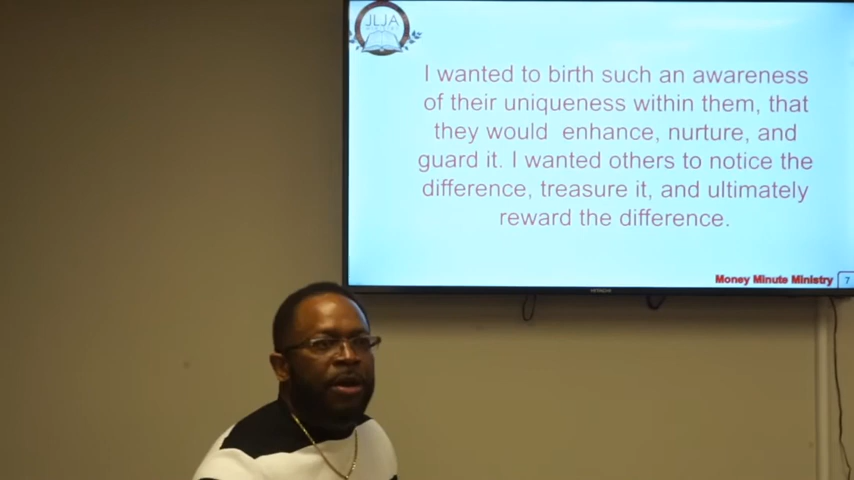 JLJA
I wanted to birth such an awareness
of their uniqueness within them, that
they would enhance, nurture, and
guard it. I wanted others to notice the
difference, treasure it, and ultimately
reward the difference.
Money Minute Ministry 7
HITACHI